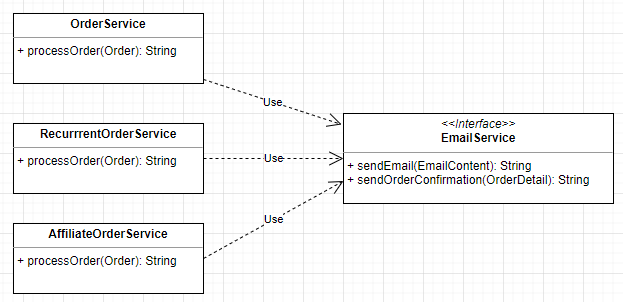 OrderService
+ processOrder(Order): String
Use
<<Interface>>
EmailService
+ sendEmail(EmailContent): String
+ sendOrderConfirmation(OrderDetail): String
RecurrrentOrderService
+ processOrder(Order): String
Use
AffiliateOrderService
+ processOrder(Order): String
Use